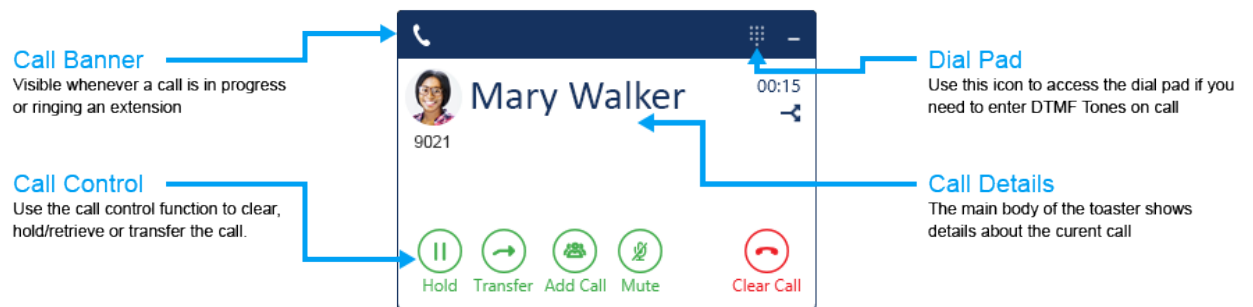 Call Banner
Visible whenever a call is in progress
or ringing an extension
Call Control
Use the call control function to clear,
hold/retrieve or transfer the call.
Mary Walker
00:15
9021
Hold
Transfer
Add Call
Mute
Clear Call
Dial Pad
Use this icon to access the dial pad if you
need to enter DTMF Tones on call
Call Details
The main body of the toaster shows
details about the curent call